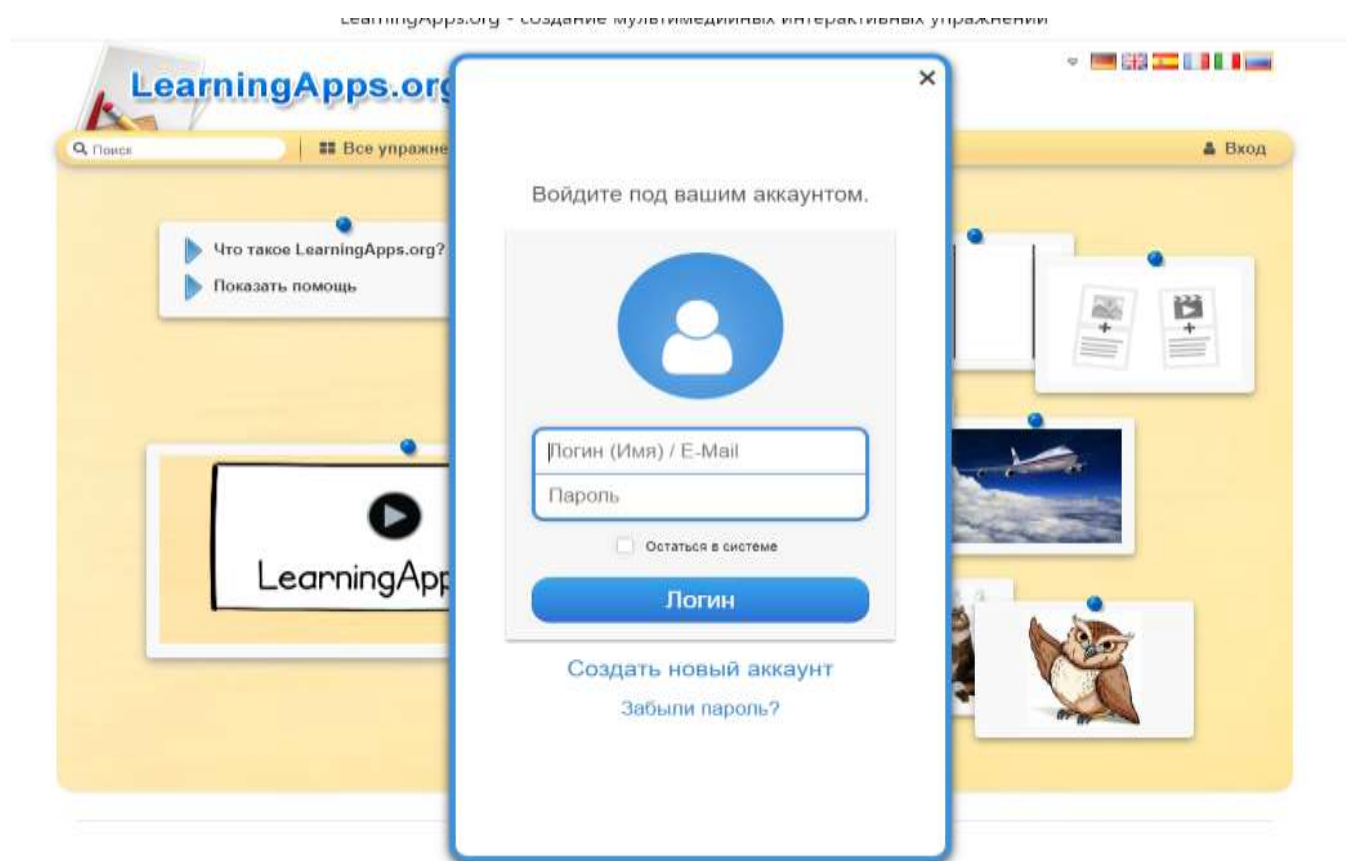 LearningApps.org - создание мультимедийных интерактивных упражнений
LearningApps.org
Поиск
Все упражне
Вход
Что такое LearningApps.org?
Показать помощь
LearningApp
Войдите под вашим аккаунтом.
Логин (Имя) / E-Mail
Пароль
Остаться в системе
Логин
Создать новый аккаунт
Забыли пароль?